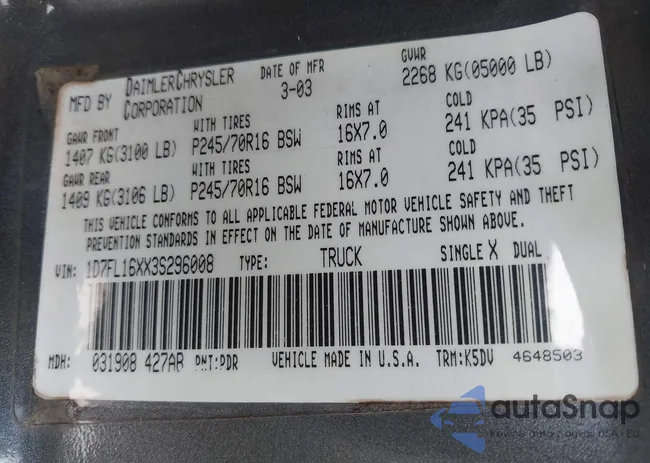 MFD BY DAIMLERCHRYSLER CORPORATION DATE OF MFR 3-03 GVWR 2268 KG(05000 LB)
GAWR FRONT WITH TIRES RIMS AT COLD
1407 KG(3100 LB) P245/70R16 BSW 16X7.0 241 KPA(35 PSI)
GAWR REAR WITH TIRES RIMS AT COLD
1409 KG(3106 LB) P245/70R16 BSW 16X7.0 241 KPA(35 PSI)
THIS VEHICLE CONFORMS TO ALL APPLICABLE FEDERAL MOTOR VEHICLE SAFETY AND THEFT
PREVENTION STANDARDS IN EFFECT ON THE DATE OF MANUFACTURE SHOWN ABOVE.
VIN: 1D7FL16XX3S296008 TYPE: TRUCK SINGLE X DUAL
MDH: 031908 427AB PNT:PDR VEHICLE MADE IN U.S.A. TRM:K5DV 4648503
autoSnap
Pewne auta z aukcji USA i EU